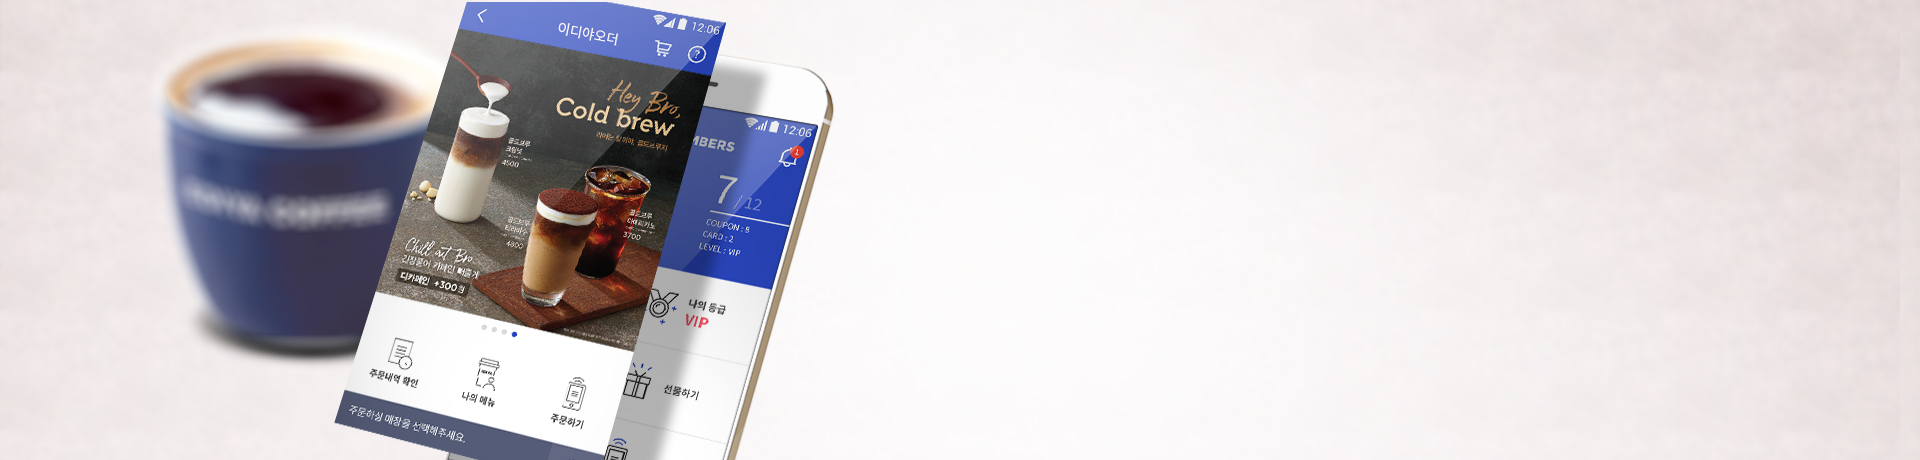 12:06
이디야오더
?
Hey Bro,
Cold brew
콜드브루
크림넛
4500
콜드브루
티라미수
4800
콜드브루
아메리카노
3700
Chill out Bro
긴장풀어 카페인 빼줄게
디카페인 +300원
주문내역 확인
나의 메뉴
주문하기
주문하실 매장을 선택해주세요.
12:06
MBERS
1
7/12
COUPON : 5
CARD : 2
LEVEL : VIP
나의 등급
VIP
선물하기
COFFEE